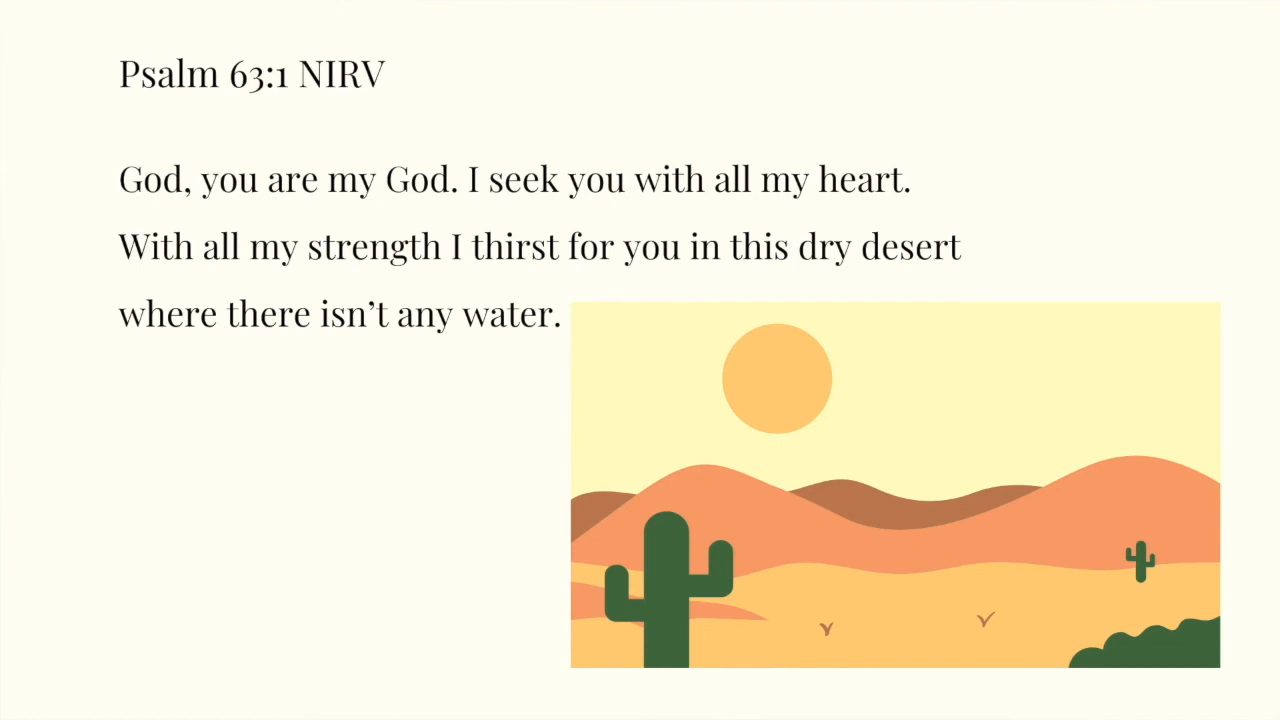 Psalm 63:1 NIRV
God, you are my God. I seek you with all my heart.
With all my strength I thirst for you in this dry desert
where there isn’t any water.